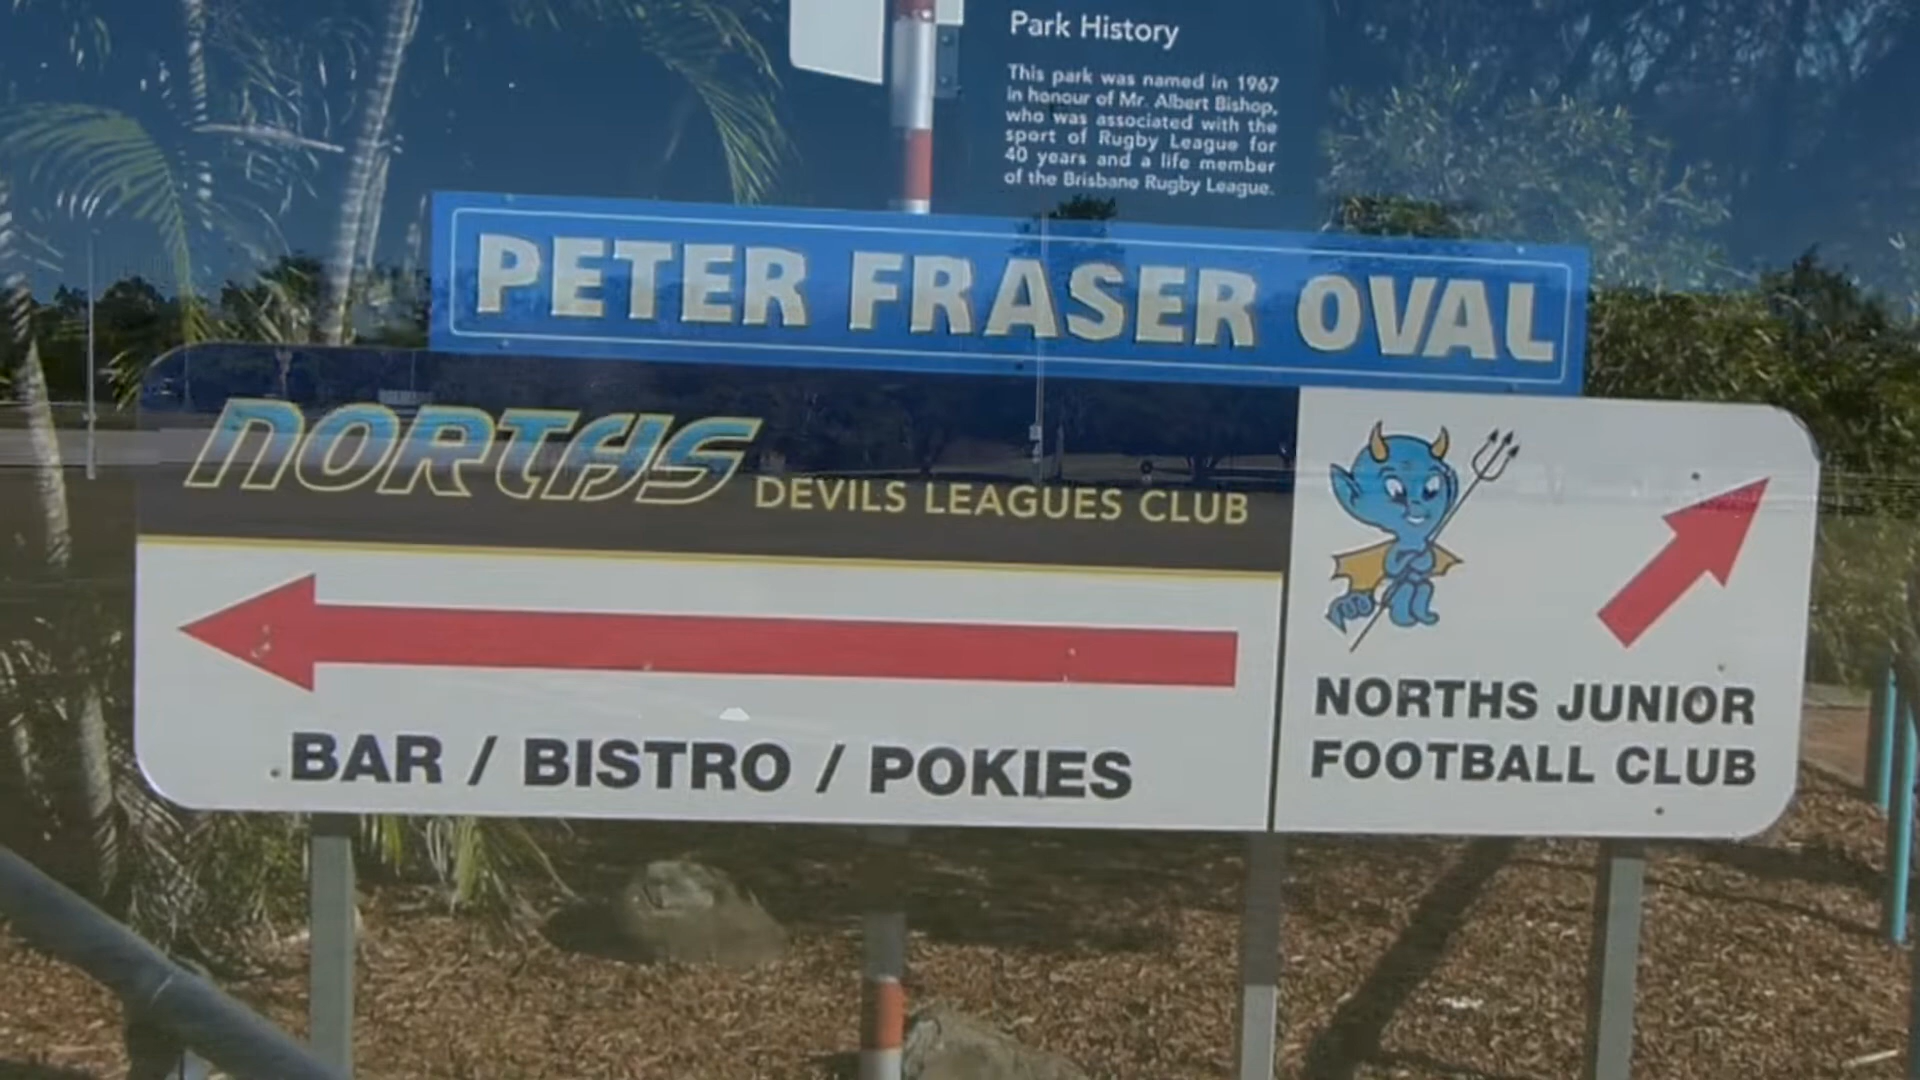 Park History
This park was named in 1967
in honour of Mr. Albert Bishop,
who was associated with the
sport of Rugby League for
40 years and a life member
of the Brisbane Rugby League.
PETER FRASER OVAL
NORTHS DEVILS LEAGUES CLUB
BAR / BISTRO / POKIES
NORTHS JUNIOR
FOOTBALL CLUB